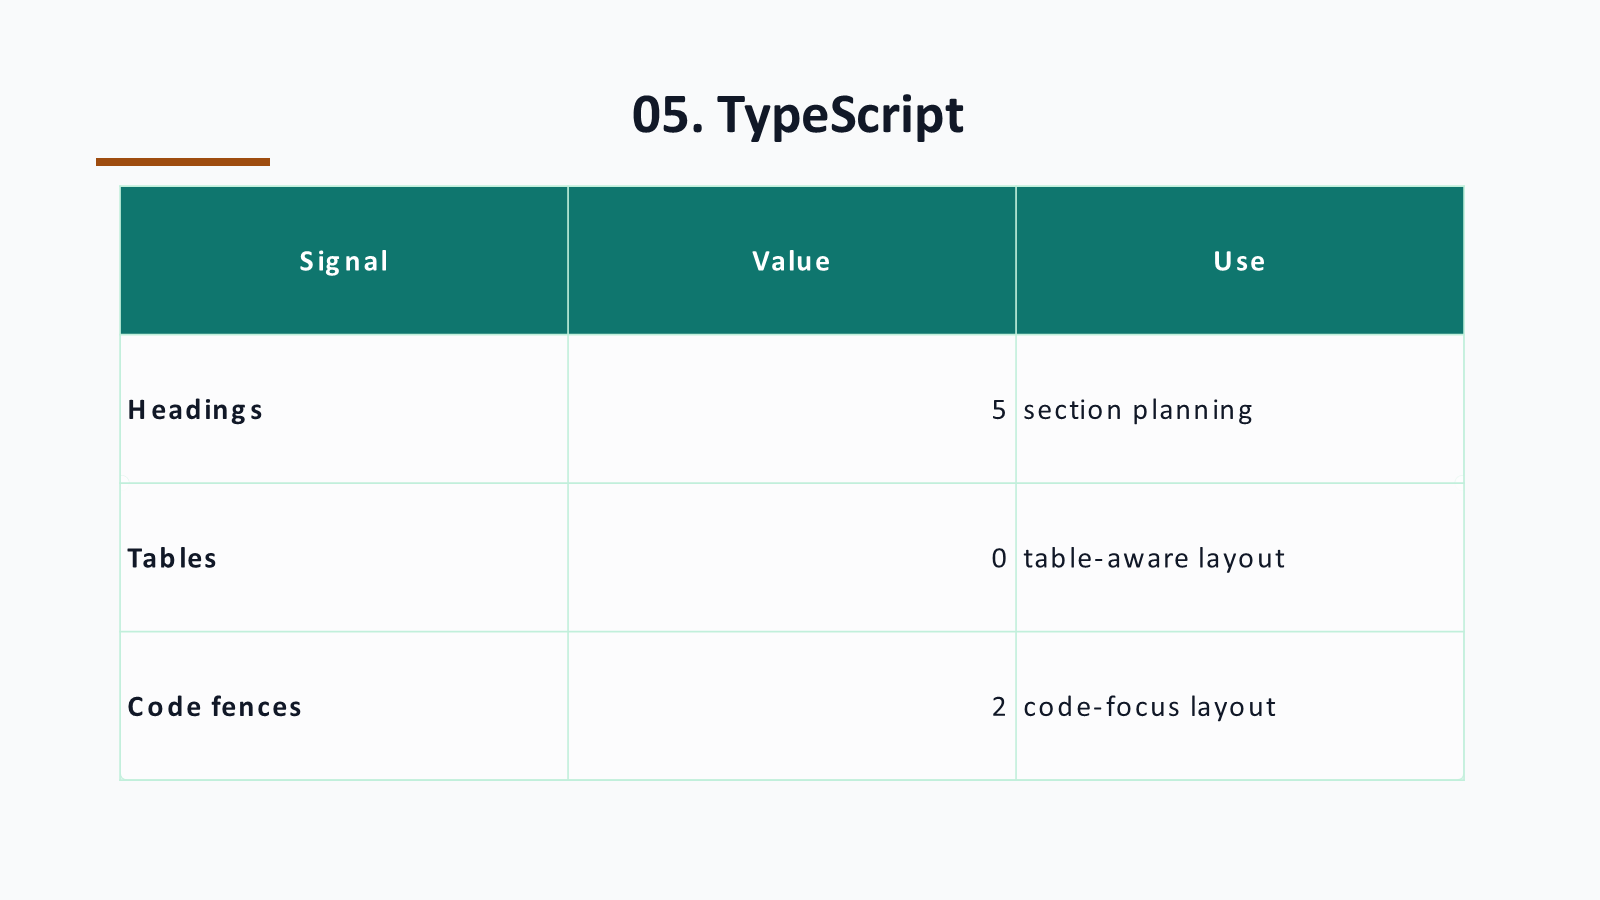 05. TypeScript
Signal Value Use
Headings 5 section planning
Tables 0 table-aware layout
Code fences 2 code-focus layout